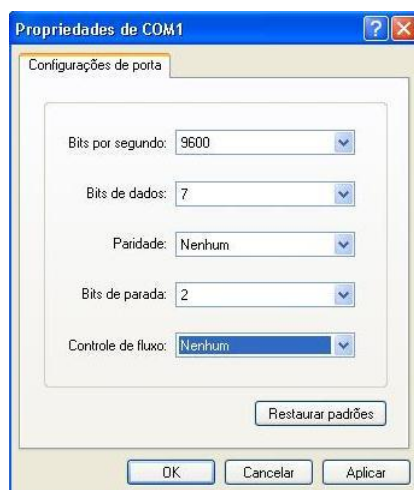 Propriedades de COM1
Configurações de porta
Bits por segundo: 9600
Bits de dados: 7
Paridade: Nenhum
Bits de parada: 2
Controle de fluxo: Nenhum
Restaurar padrões
OK Cancelar Aplicar